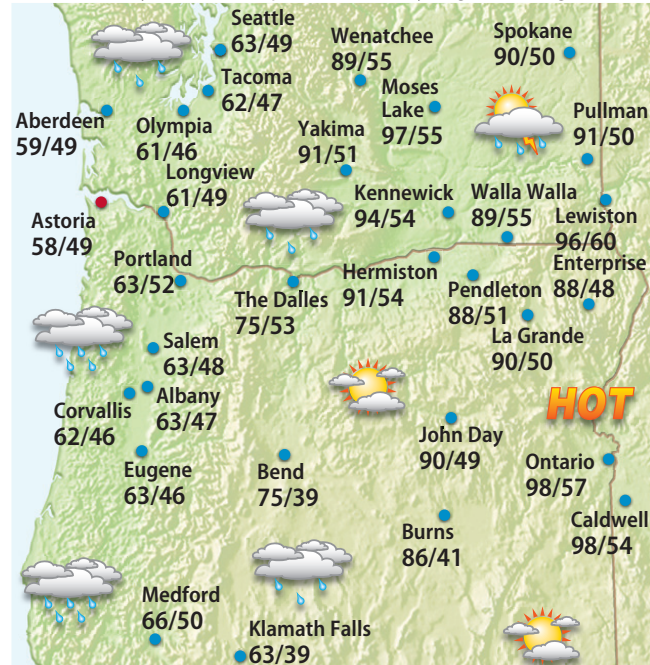 Seattle
63/49
Wenatchee
89/55
Spokane
90/50
Tacoma
62/47
Moses
Lake
97/55
Aberdeen
59/49
Olympia
61/46
Yakima
91/51
Pullman
91/50
Longview
61/49
Kennewick
94/54
Walla Walla
89/55
Lewiston
96/60
Astoria
58/49
Portland
63/52
The Dalles
75/53
Hermiston
91/54
Pendleton
88/51
Enterprise
88/48
La Grande
90/50
Salem
63/48
Albany
63/47
Corvallis
62/46
HOT
John Day
90/49
Eugene
63/46
Bend
75/39
Ontario
98/57
Burns
86/41
Caldwell
98/54
Medford
66/50
Klamath Falls
63/39